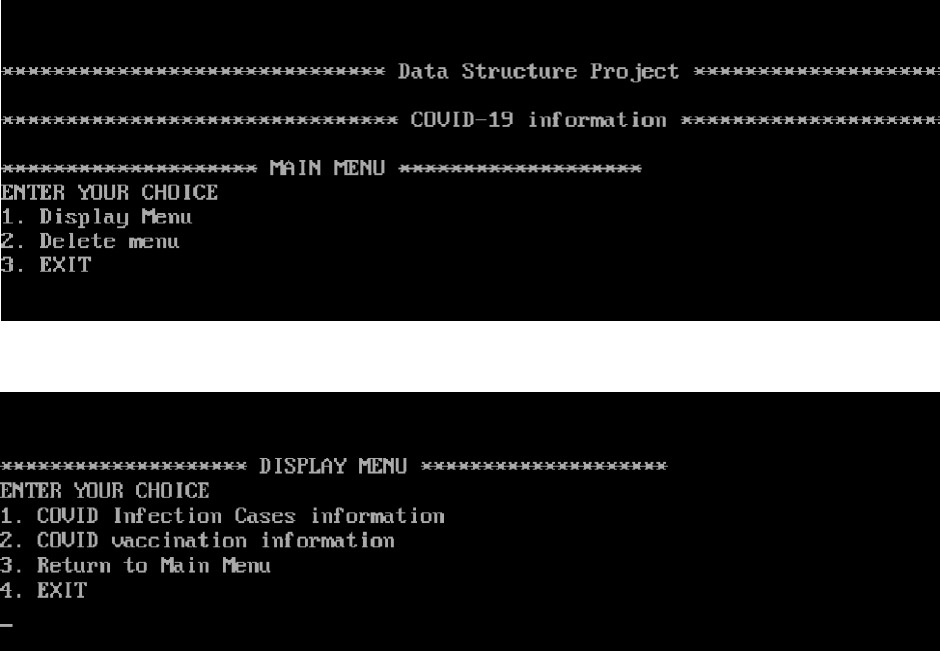 ****************************** Data Structure Project ********************
******************************* COVID-19 information *********************
******************** MAIN MENU *******************
ENTER YOUR CHOICE
1. Display Menu
2. Delete menu
3. EXIT
******************** DISPLAY MENU ********************
ENTER YOUR CHOICE
1. COVID Infection Cases information
2. COVID vaccination information
3. Return to Main Menu
4. EXIT
_